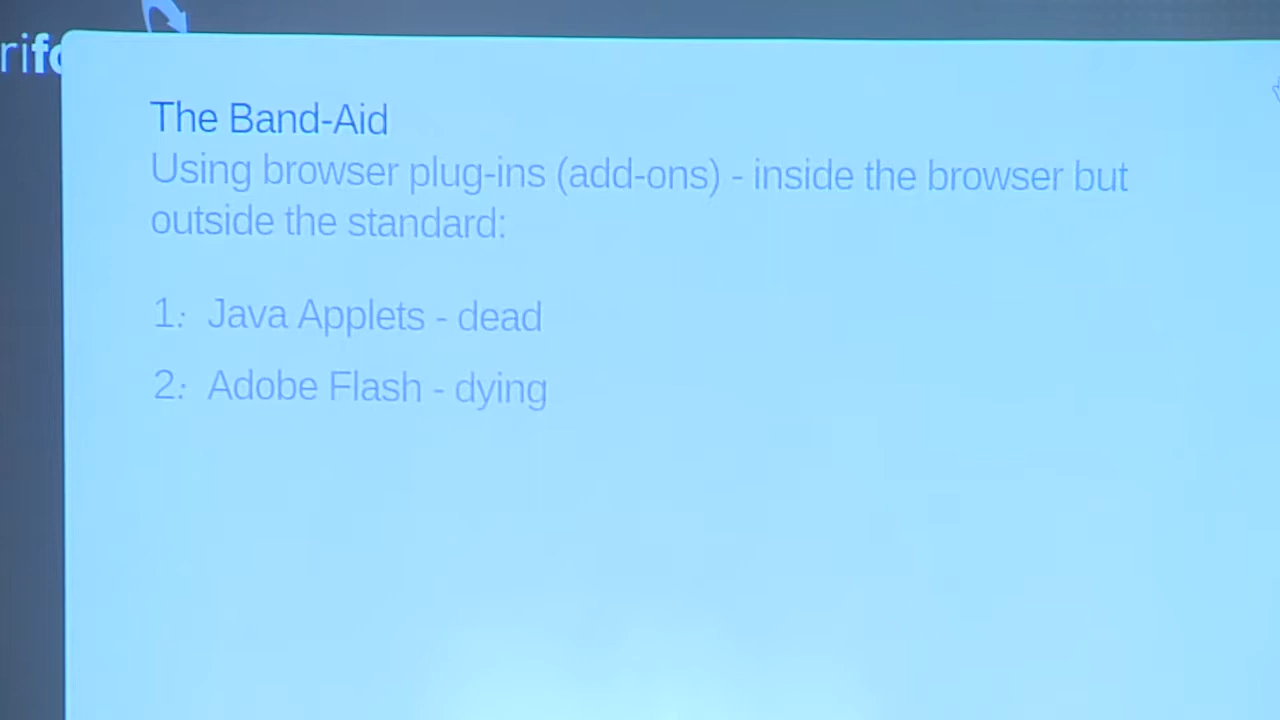 rifo
The Band-Aid
Using browser plug-ins (add-ons) - inside the browser but
outside the standard:
1: Java Applets - dead
2: Adobe Flash - dying